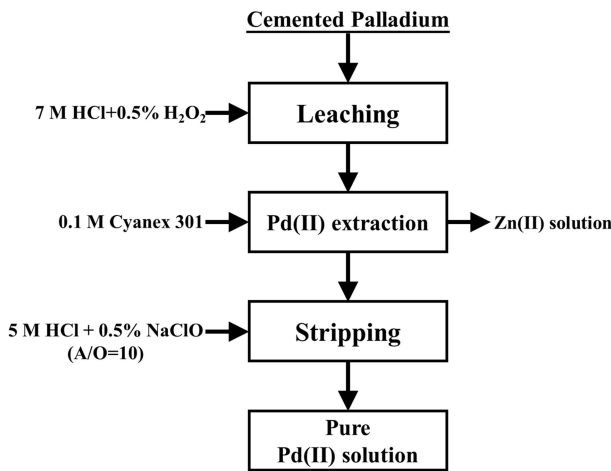 Cemented Palladium
7 M HCl+0.5% H₂O₂
Leaching
0.1 M Cyanex 301
Pd(II) extraction
Zn(II) solution
5 M HCl + 0.5% NaClO
(A/O=10)
Stripping
Pure
Pd(II) solution